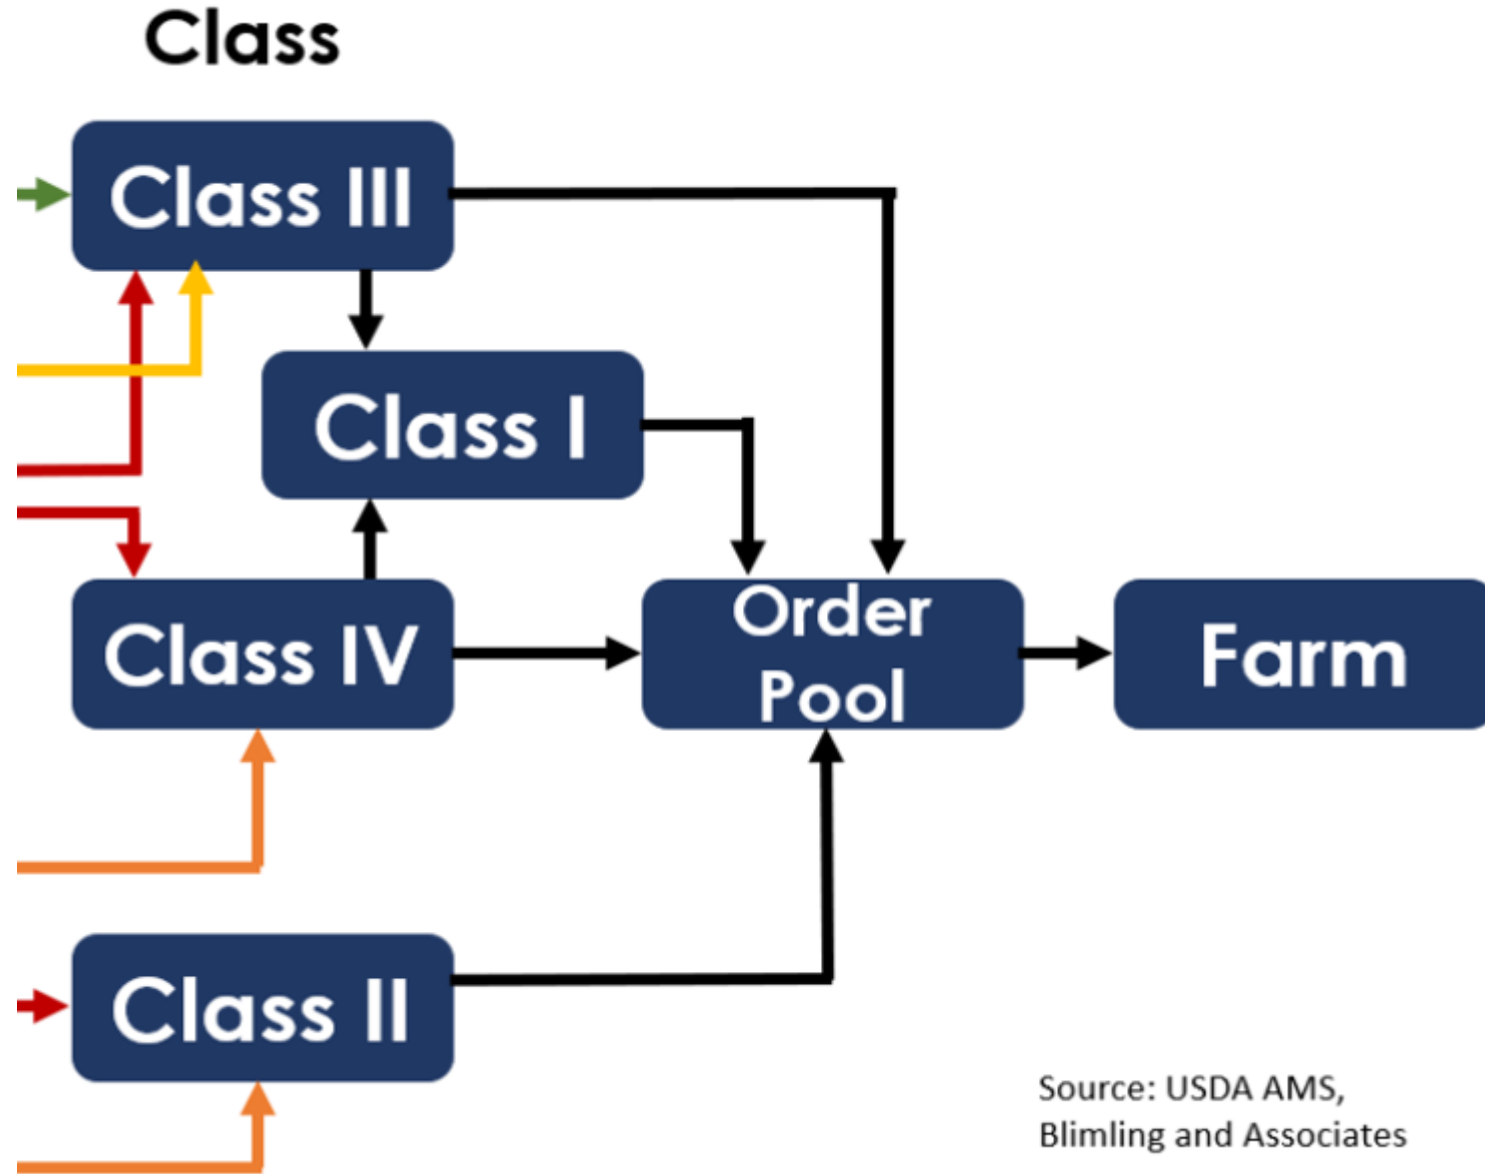 Class
Class III
Class I
Class IV
Order
Pool
Farm
Class II
Source: USDA AMS,
Blimling and Associates